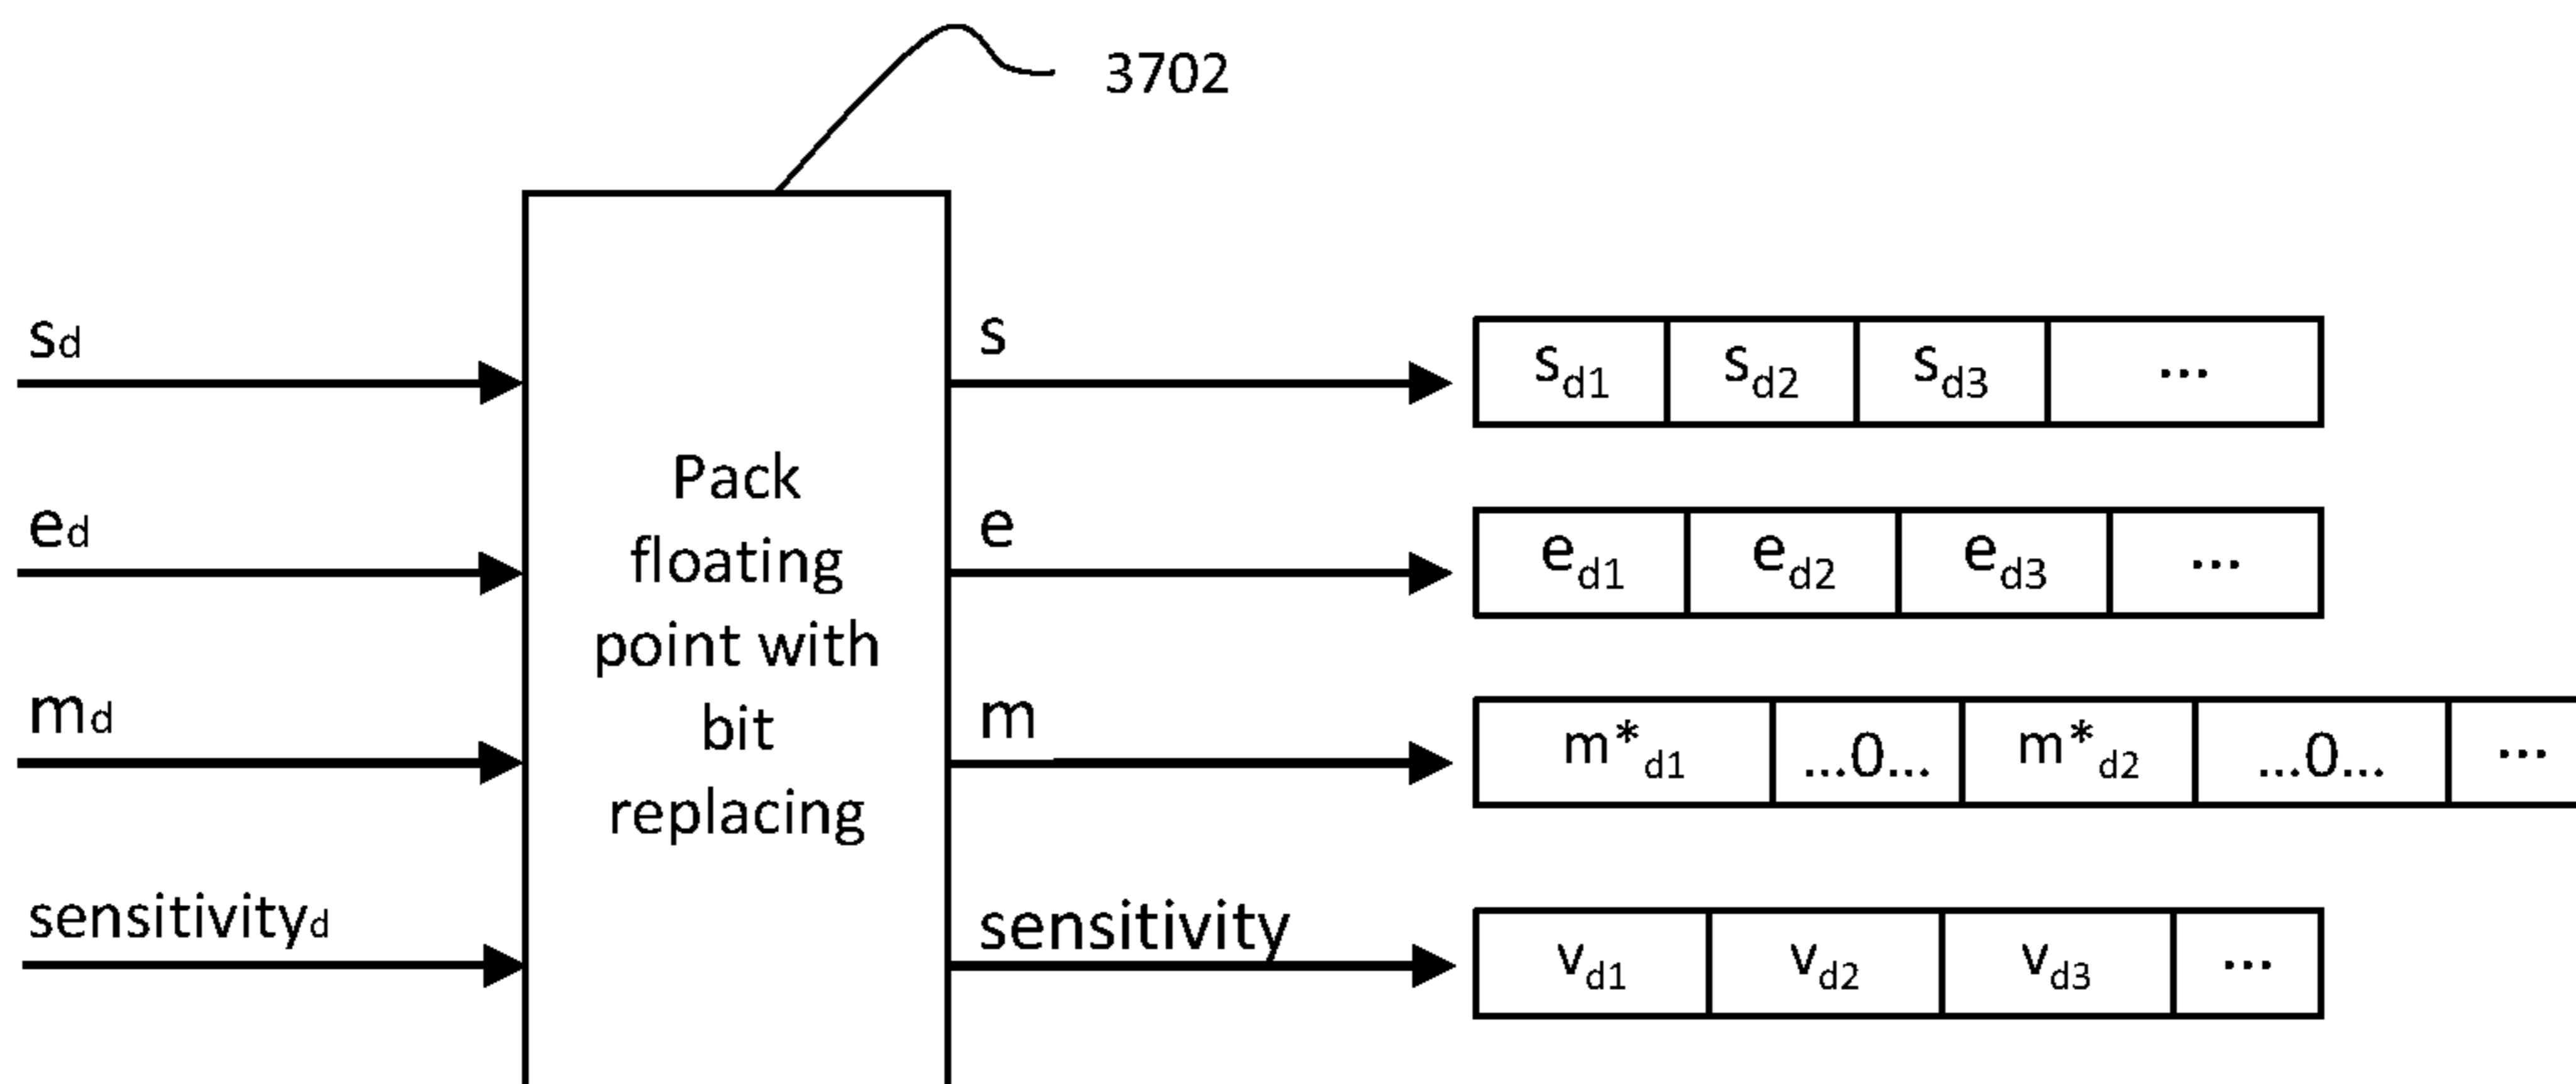 3702
sd
s
sd1 sd2 sd3 ...
ed
e
ed1 ed2 ed3 ...
md
m
m*d1 ...0... m*d2 ...0... ...
sensitivityd
sensitivity
vd1 vd2 vd3 ...
Pack
floating
point with
bit
replacing